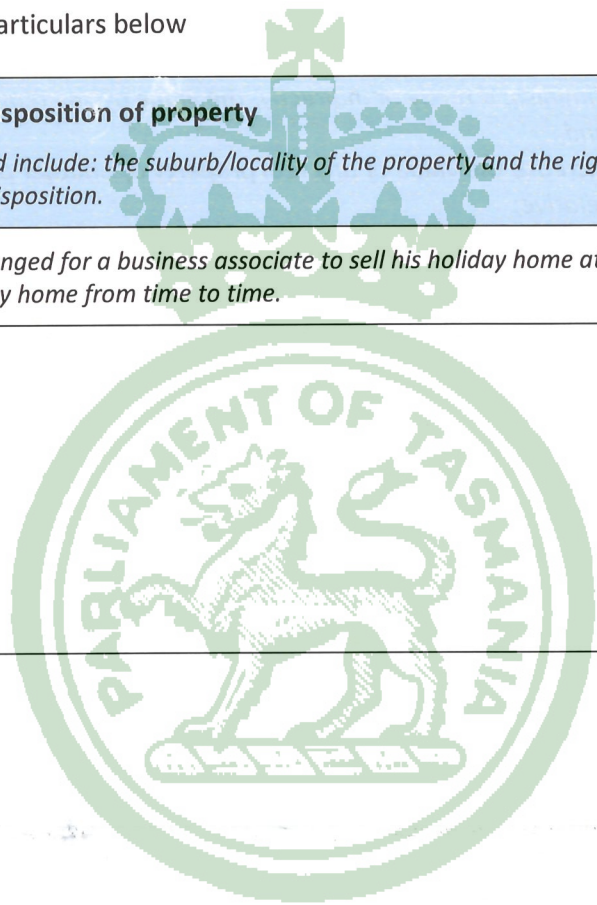 articulars below
sposition of property
d include: the suburb/locality of the property and the rig
isposition.
nged for a business associate to sell his holiday home at
y home from time to time.
PARLIAMENT OF TASMANIA